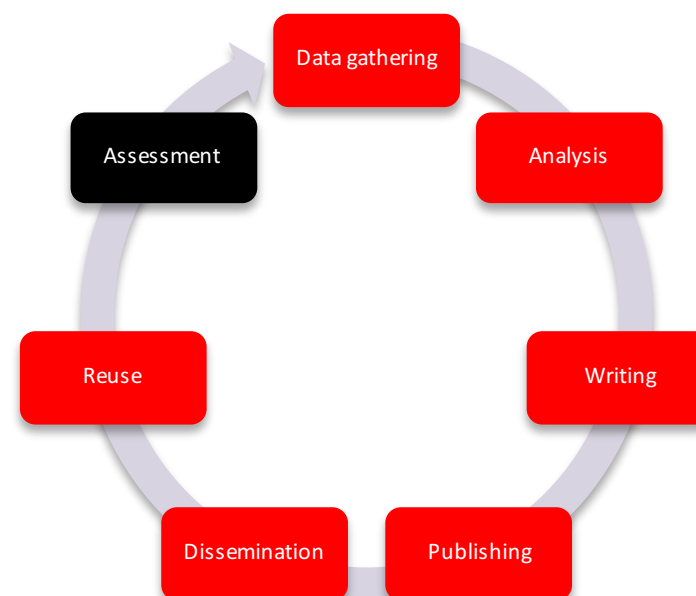 Data gathering
Analysis
Writing
Publishing
Dissemination
Reuse
Assessment